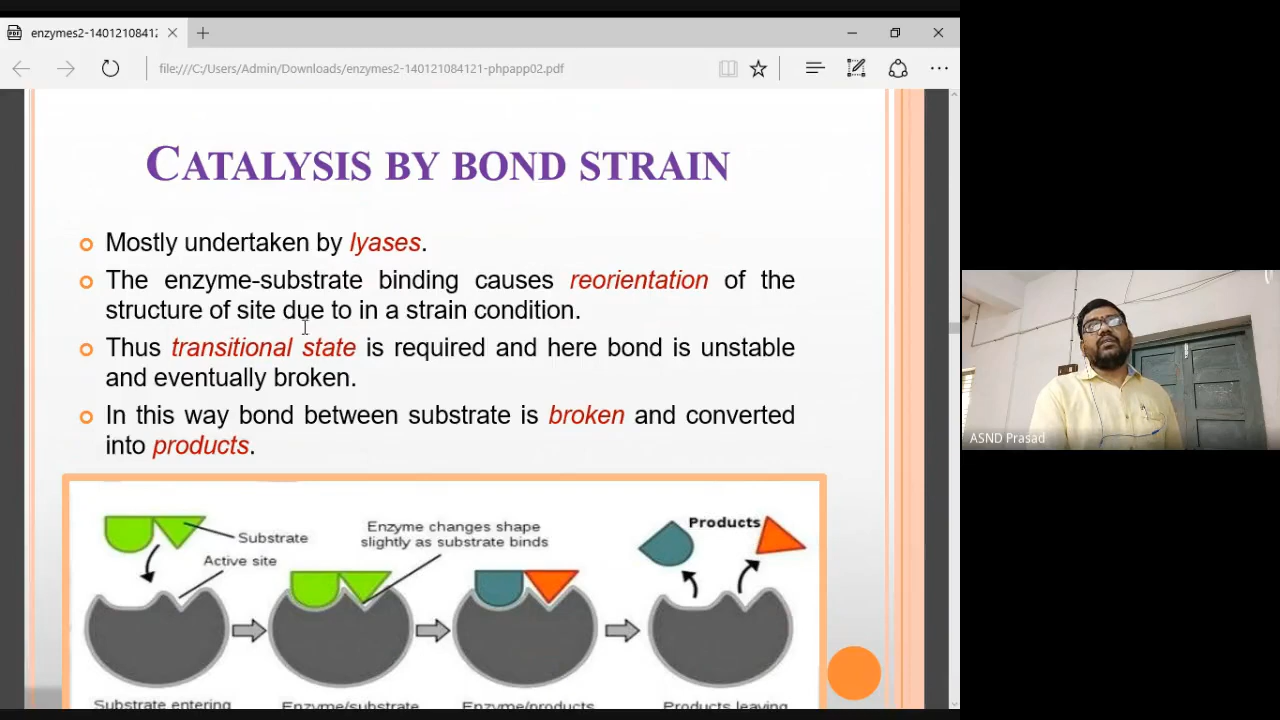 enzymes2-14012108412
file:///C:/Users/Admin/Downloads/enzymes2-140121084121-phpapp02.pdf
CATALYSIS BY BOND STRAIN
Mostly undertaken by lyases.
The enzyme-substrate binding causes reorientation of the
structure of site due to in a strain condition.
Thus transitional state is required and here bond is unstable
and eventually broken.
In this way bond between substrate is broken and converted
into products.
Substrate
Active site
Enzyme changes shape
slightly as substrate binds
Products
Substrate entering
Enzyme/substrate
Enzyme/products
Products leaving
ASND Prasad